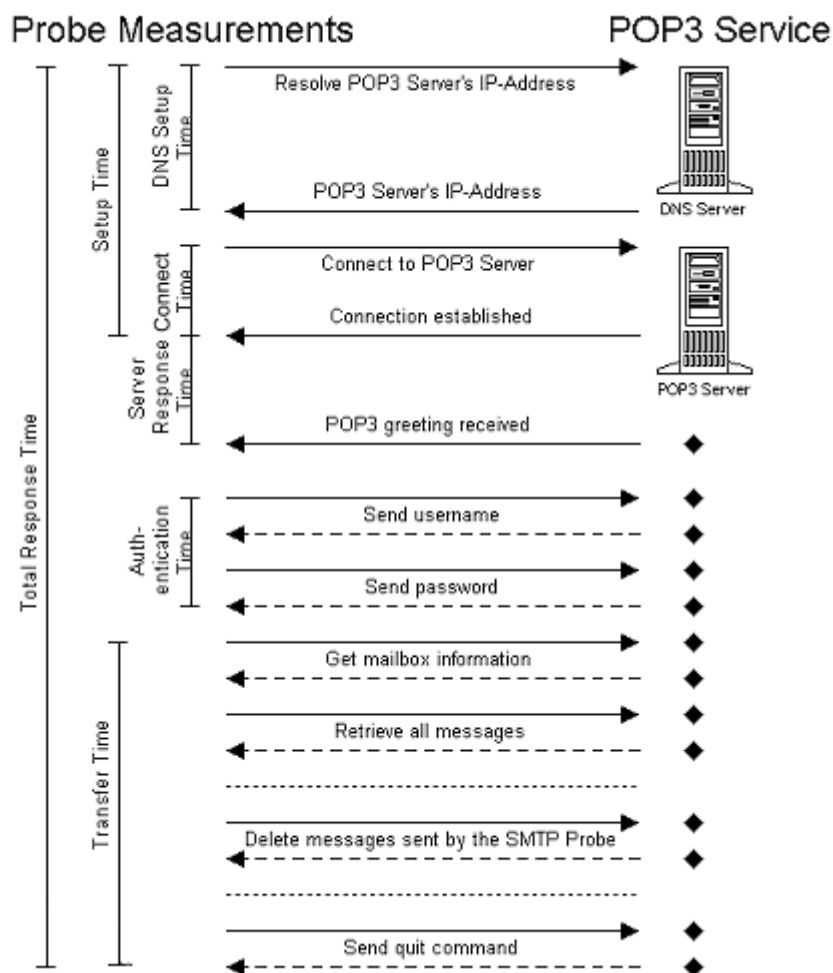 Probe Measurements
POP3 Service
Resolve POP3 Server's IP-Address
DNS Setup
Time
Setup Time
POP3 Server's IP-Address
DNS Server
Connect to POP3 Server
Connect
Time
Connection established
POP3 Server
Server
Response
Time
POP3 greeting received
Total Response Time
Send username
Auth-
entication
Time
Send password
Get mailbox information
Retrieve all messages
Transfer Time
Delete messages sent by the SMTP Probe
Send quit command